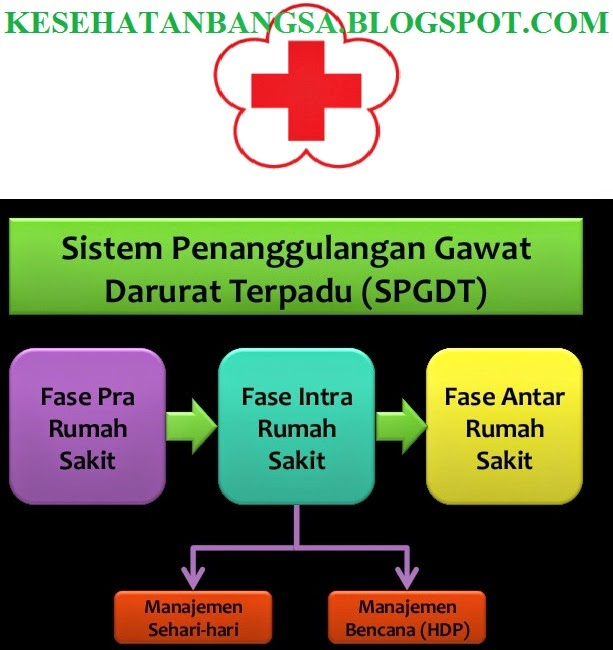 KESEHATANBANGSA.BLOGSPOT.COM
Sistem Penanggulangan Gawat
Darurat Terpadu (SPGDT)
Fase Pra
Rumah
Sakit
Fase Intra
Rumah
Sakit
Fase Antar
Rumah
Sakit
Manajemen
Sehari-hari
Manajemen
Bencana (HDP)